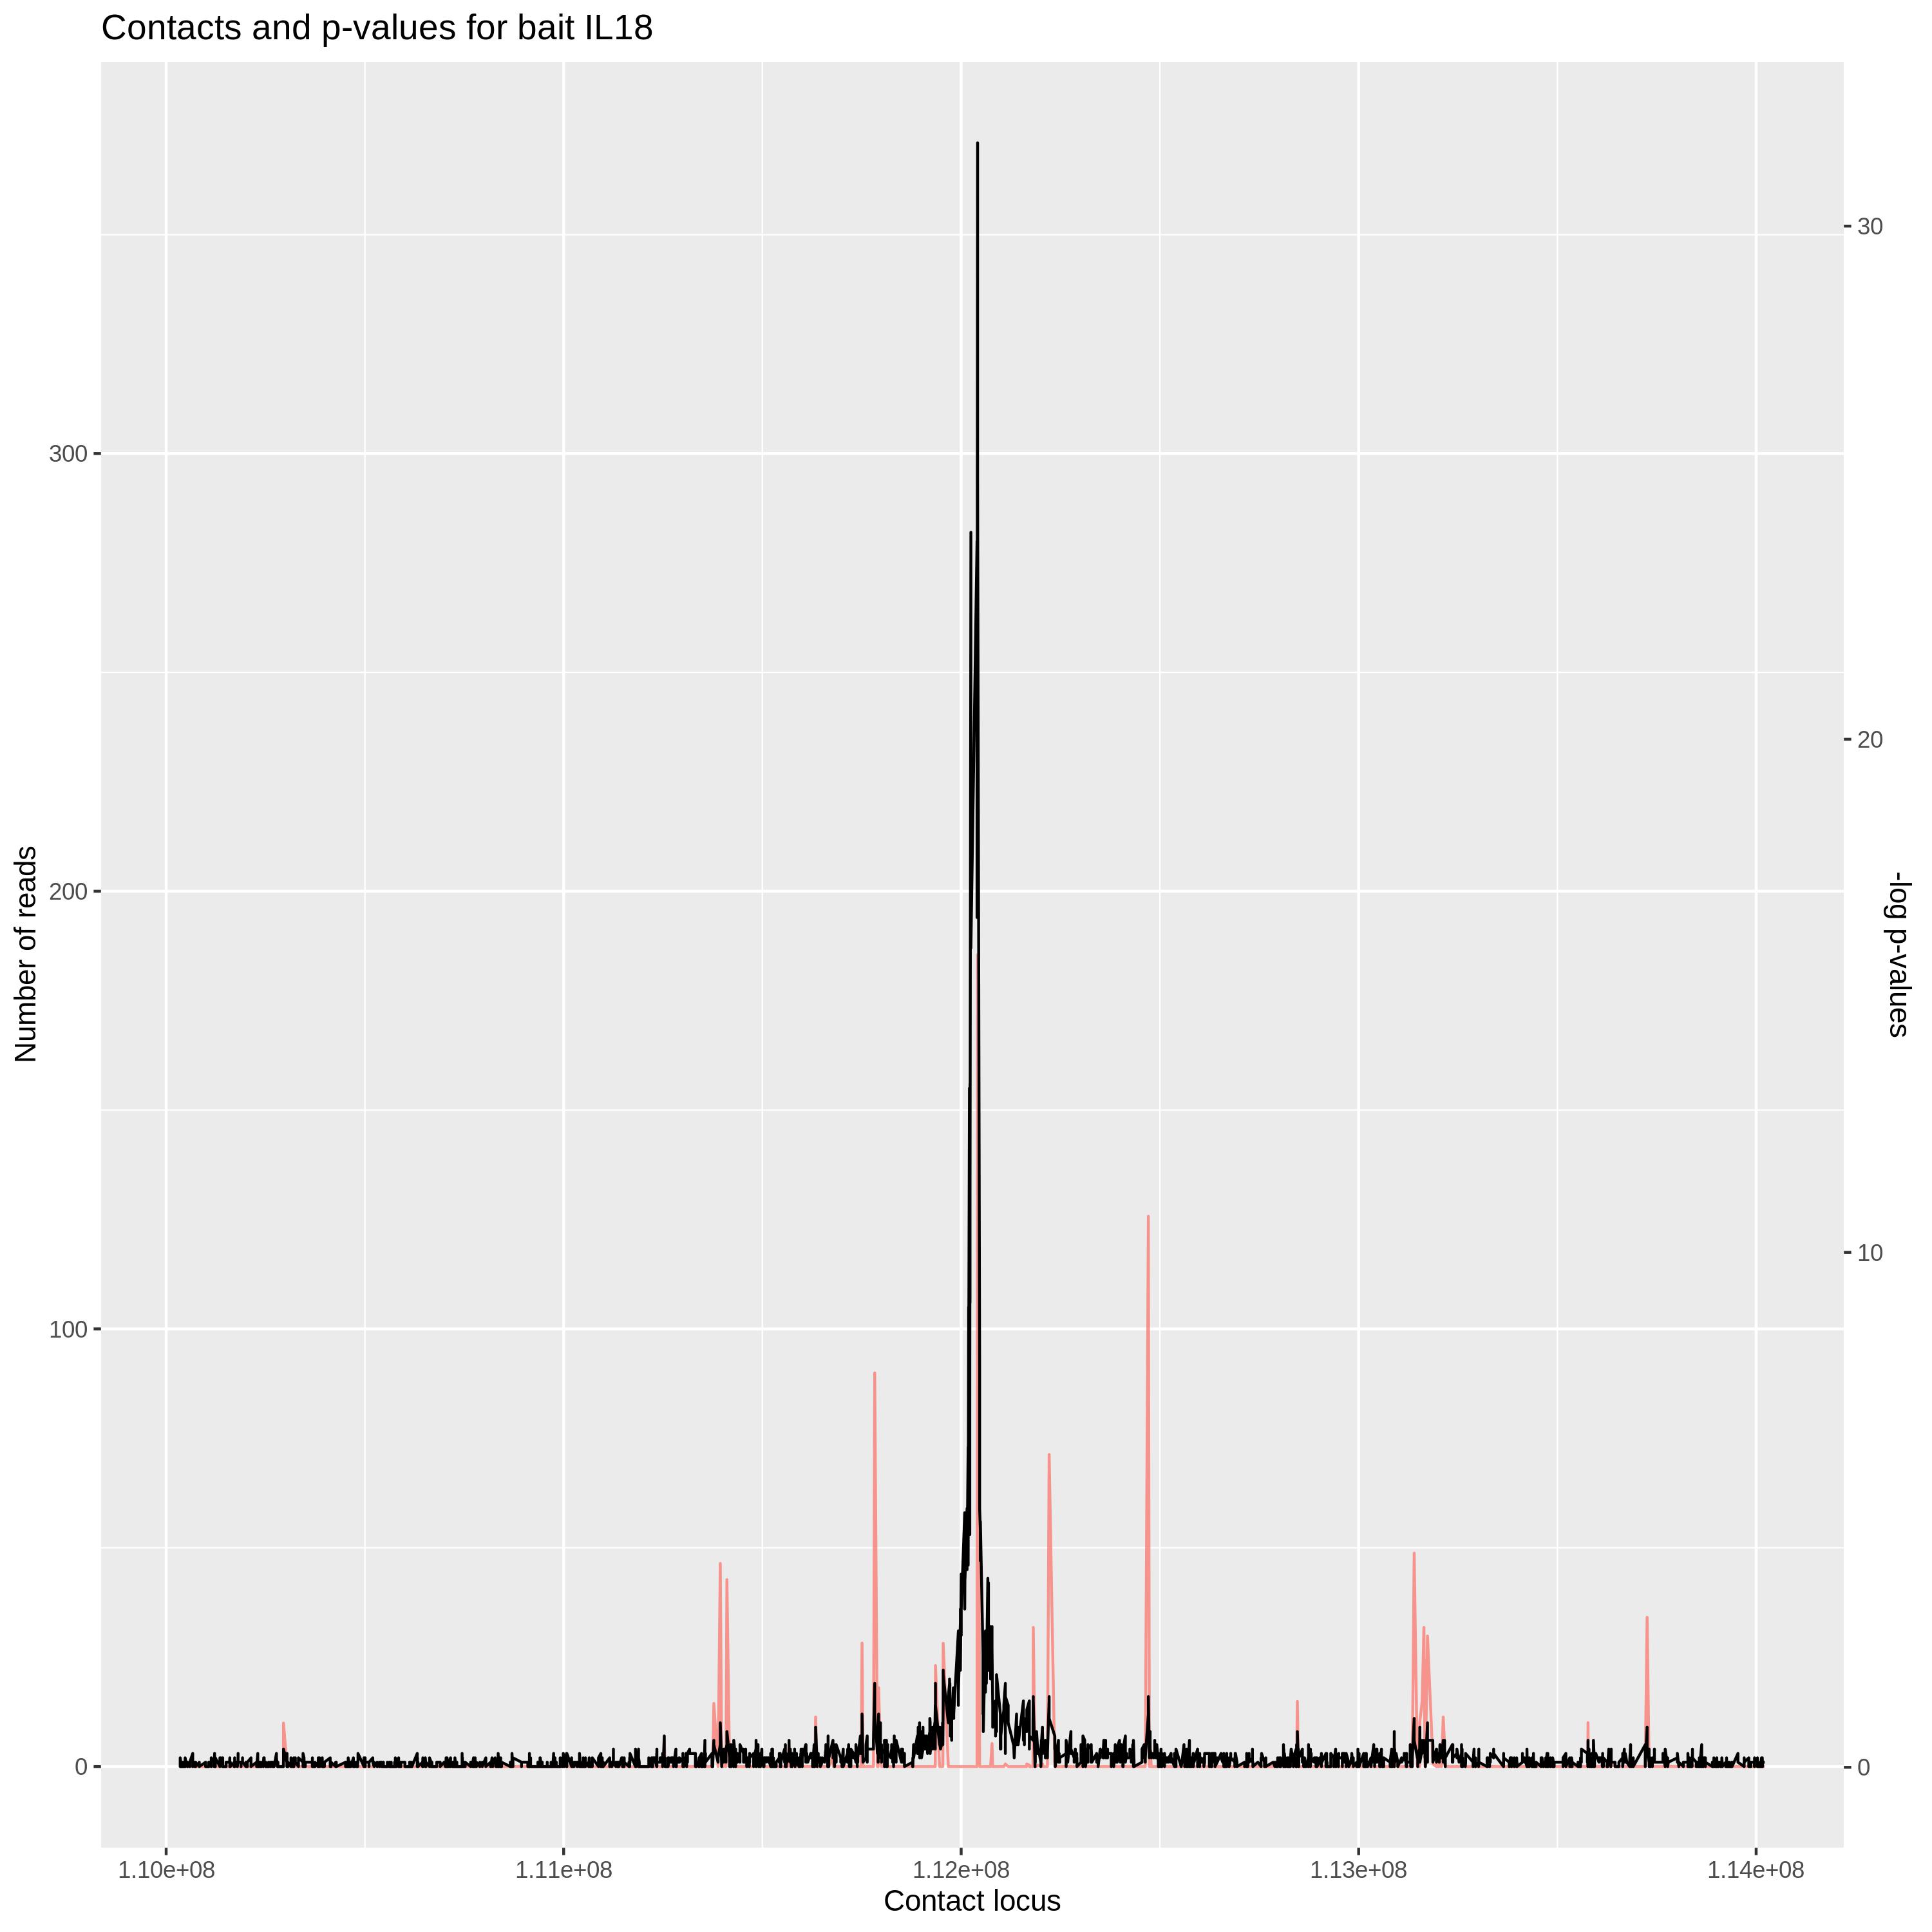 Contacts and p-values for bait IL18
300
200
100
0
Number of reads
30
20
10
0
-log p-values
1.10e+08
1.11e+08
1.12e+08
1.13e+08
1.14e+08
Contact locus